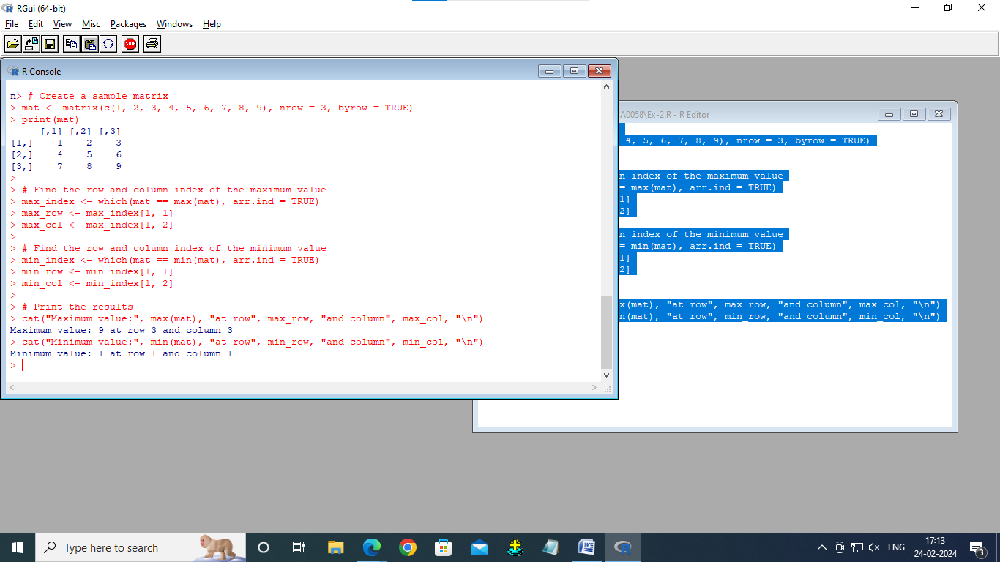 RGui (64-bit)
File Edit View Misc Packages Windows Help
STOP
R Console
n> # Create a sample matrix
> mat <- matrix(c(1, 2, 3, 4, 5, 6, 7, 8, 9), nrow = 3, byrow = TRUE)
> print(mat)
     [,1] [,2] [,3]
[1,]    1    2    3
[2,]    4    5    6
[3,]    7    8    9
>
> # Find the row and column index of the maximum value
> max_index <- which(mat == max(mat), arr.ind = TRUE)
> max_row <- max_index[1, 1]
> max_col <- max_index[1, 2]
>
> # Find the row and column index of the minimum value
> min_index <- which(mat == min(mat), arr.ind = TRUE)
> min_row <- min_index[1, 1]
> min_col <- min_index[1, 2]
>
> # Print the results
> cat("Maximum value:", max(mat), "at row", max_row, "and column", max_col, "\n")
Maximum value: 9 at row 3 and column 3
> cat("Minimum value:", min(mat), "at row", min_row, "and column", min_col, "\n")
Minimum value: 1 at row 1 and column 1
>
A0058\Ex-2.R - R Editor
4, 5, 6, 7, 8, 9), nrow = 3, byrow = TRUE)
n index of the maximum value
= max(mat), arr.ind = TRUE)
1]
2]
n index of the minimum value
= min(mat), arr.ind = TRUE)
1]
2]
x(mat), "at row", max_row, "and column", max_col, "\n")
n(mat), "at row", min_row, "and column", min_col, "\n")
Type here to search
ENG
17:13
24-02-2024
3